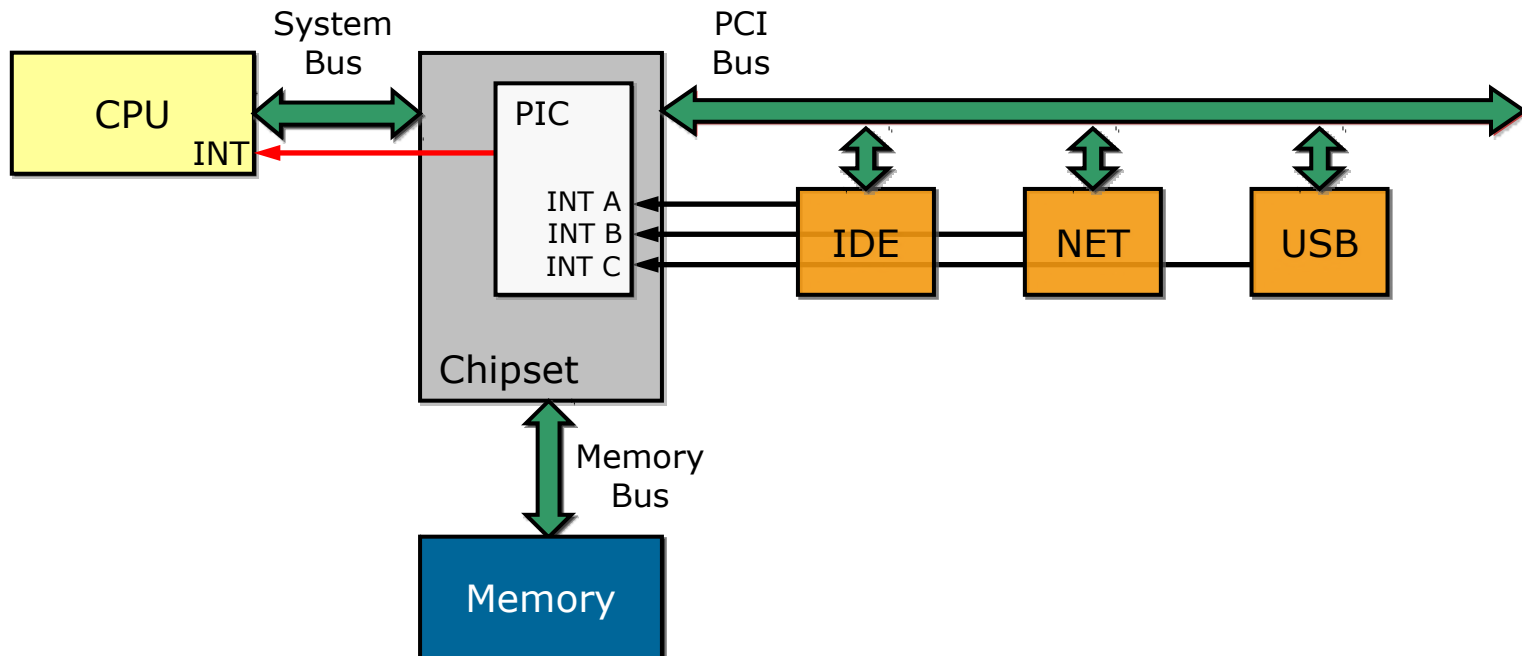 System
Bus
PCI
Bus
CPU
INT
PIC
INT A
INT B
INT C
IDE
NET
USB
Chipset
Memory
Bus
Memory